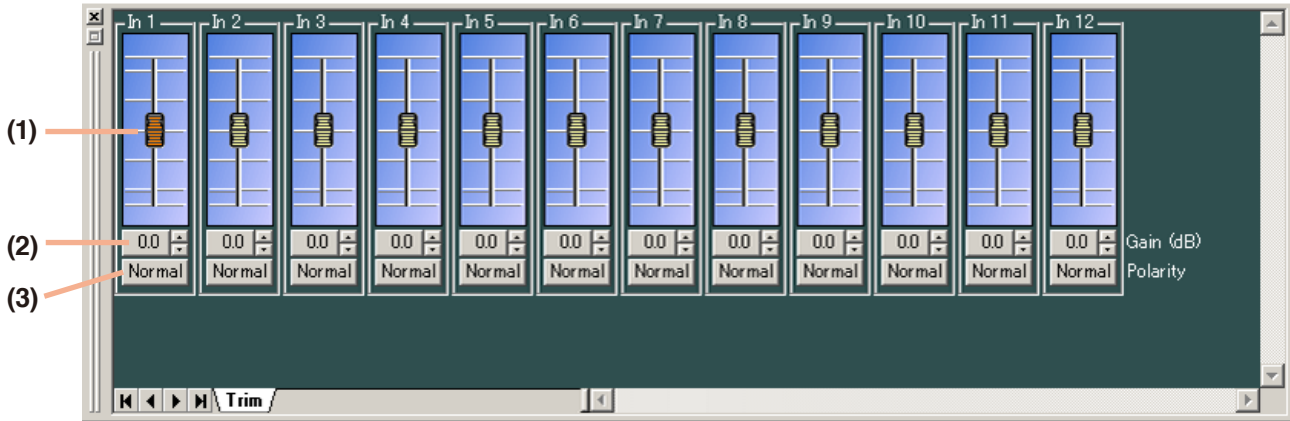 In 1 In 2 In 3 In 4 In 5 In 6 In 7 In 8 In 9 In 10 In 11 In 12
(1)
(2) 0.0 0.0 0.0 0.0 0.0 0.0 0.0 0.0 0.0 0.0 0.0 0.0 Gain (dB)
(3) Normal Normal Normal Normal Normal Normal Normal Normal Normal Normal Normal Normal Polarity
Trim